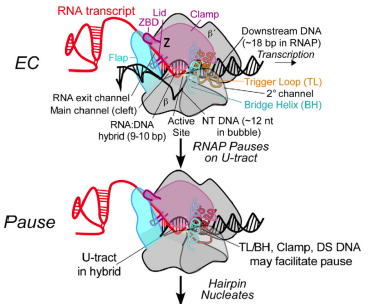 RNA transcript
Lid
ZBD
Clamp
Z
β'
Downstream DNA
(~18 bp in RNAP)
Transcription
EC
Flap
Trigger Loop (TL)
2° channel
Bridge Helix (BH)
RNA exit channel
Main channel (cleft)
β
RNA:DNA
hybrid (9-10 bp)
Active
Site
NT DNA (~12 nt
in bubble)
RNAP Pauses
on U-tract
Pause
U-tract
in hybrid
TL/BH, Clamp, DS DNA
may facilitate pause
Hairpin
Nucleates